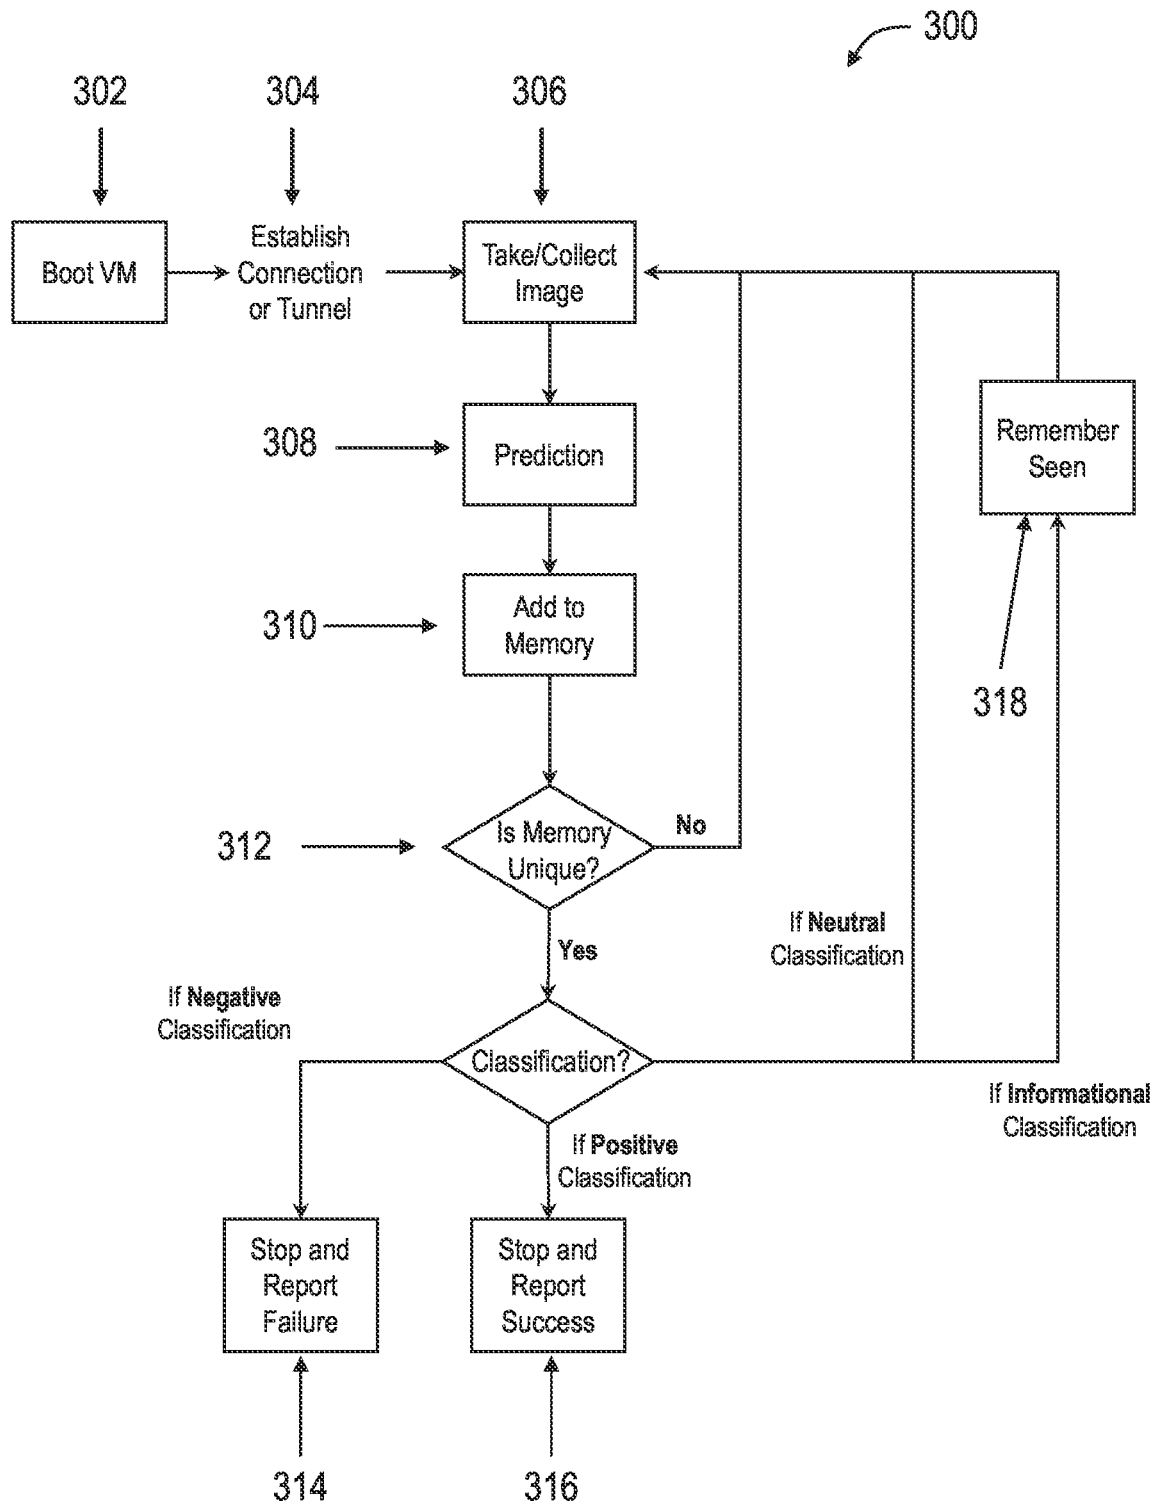 300
302
304
306
Boot VM
Establish
Connection
or Tunnel
Take/Collect
Image
308
Prediction
Remember
Seen
310
Add to
Memory
318
312
Is Memory
Unique?
No
Yes
If Neutral
Classification
If Negative
Classification
Classification?
If Informational
Classification
If Positive
Classification
Stop and
Report
Failure
Stop and
Report
Success
314
316